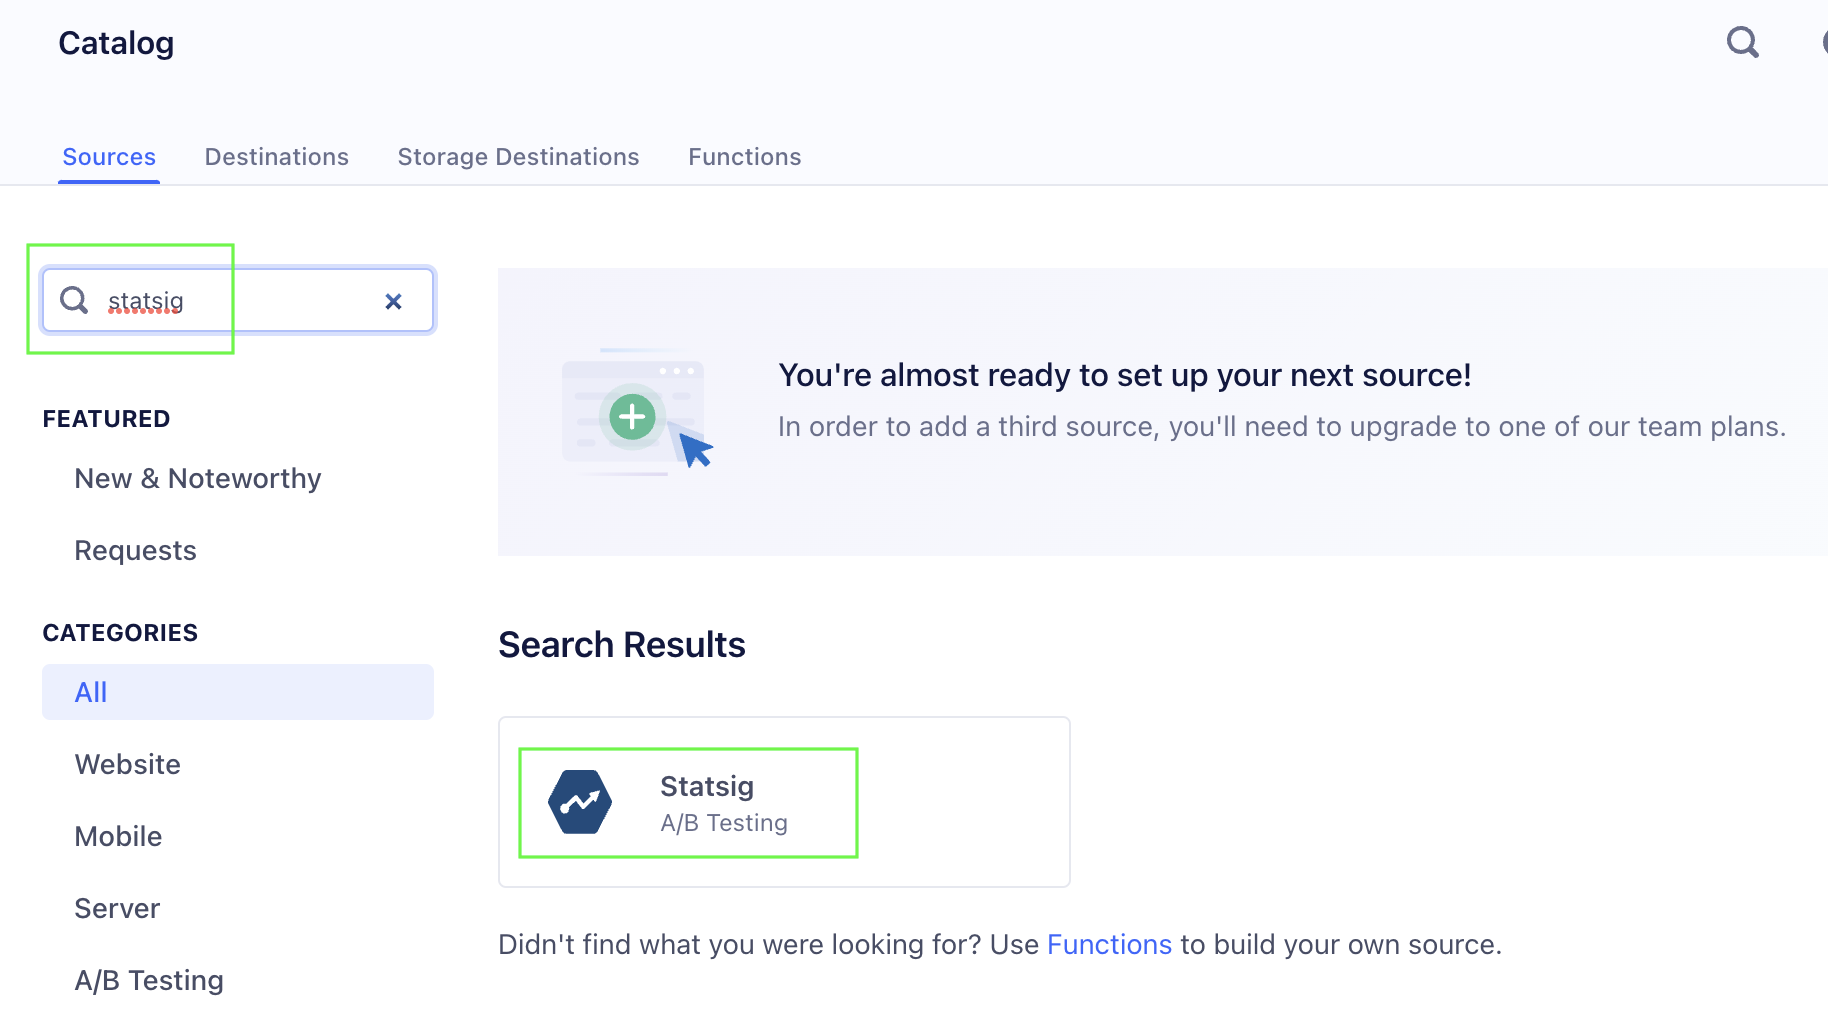 Catalog
Sources
Destinations
Storage Destinations
Functions
statsig
FEATURED
New & Noteworthy
Requests
CATEGORIES
All
Website
Mobile
Server
A/B Testing
You're almost ready to set up your next source!
In order to add a third source, you'll need to upgrade to one of our team plans.
Search Results
Statsig
A/B Testing
Didn't find what you were looking for? Use Functions to build your own source.